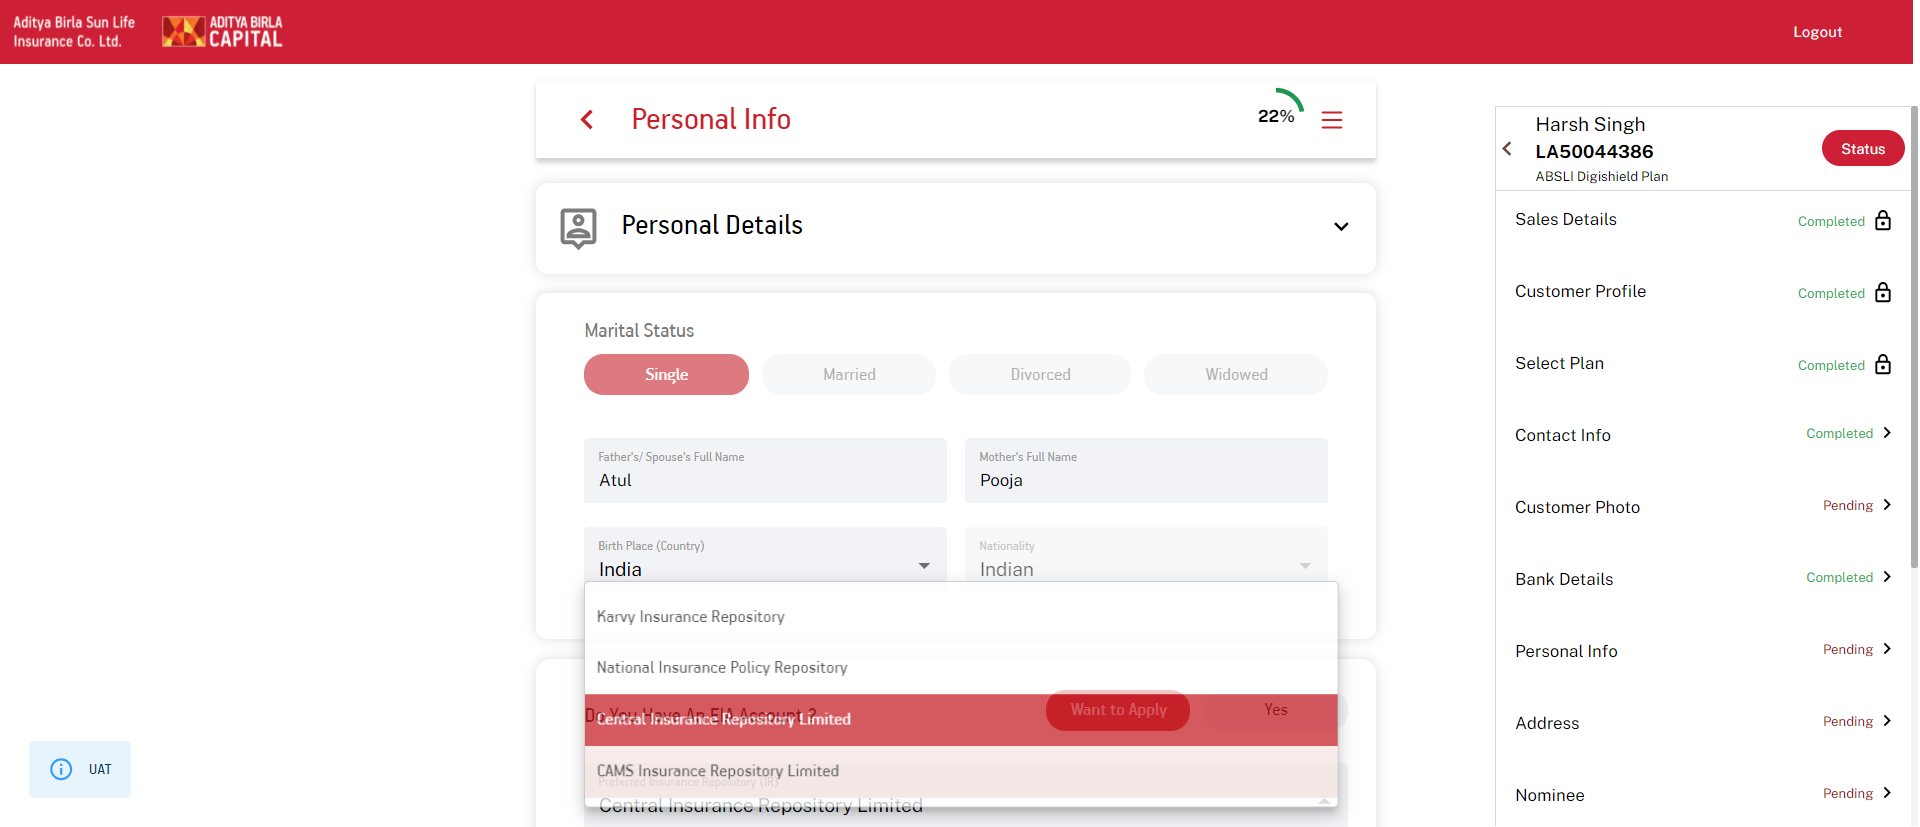 Aditya Birla Sun Life
Insurance Co. Ltd.
ADITYA BIRLA
CAPITAL
Logout
Personal Info
22%
Personal Details
Marital Status
Single
Married
Divorced
Widowed
Father's/ Spouse's Full Name
Atul
Mother's Full Name
Pooja
Birth Place (Country)
India
Nationality
Indian
Karvy Insurance Repository
National Insurance Policy Repository
Do You Have An EIA Account ?
Want to Apply
Yes
Central Insurance Repository Limited
CAMS Insurance Repository Limited
Preferred Insurance Repository (IR)
Central Insurance Repository Limited
UAT
Harsh Singh
LA50044386
ABSLI Digishield Plan
Status
Sales Details
Completed
Customer Profile
Completed
Select Plan
Completed
Contact Info
Completed
Customer Photo
Pending
Bank Details
Completed
Personal Info
Pending
Address
Pending
Nominee
Pending